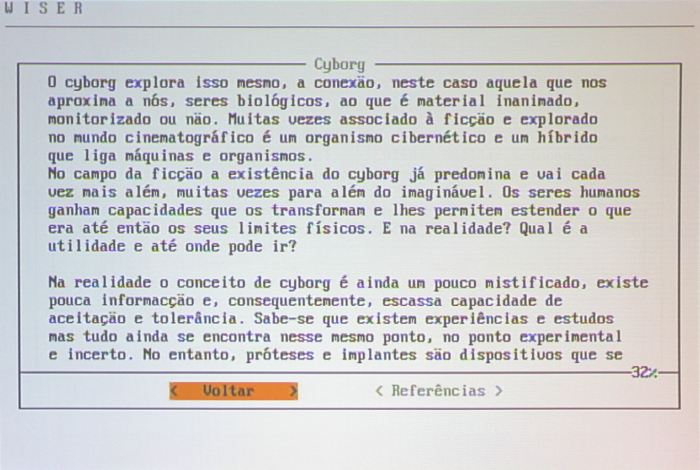 W I S E R
Cyborg
O cyborg explora isso mesmo, a conexão, neste caso aquela que nos
aproxima a nós, seres biológicos, ao que é material inanimado,
monitorizado ou não. Muitas vezes associado à ficção e explorado
no mundo cinematográfico é um organismo cibernético e um híbrido
que liga máquinas e organismos.
No campo da ficção a existência do cyborg já predomina e vai cada
vez mais além, muitas vezes para além do imaginável. Os seres humanos
ganham capacidades que os transformam e lhes permitem estender o que
era até então os seus limites físicos. E na realidade? Qual é a
utilidade e até onde pode ir?
Na realidade o conceito de cyborg é ainda um pouco mistificado, existe
pouca informacção e, consequentemente, escassa capacidade de
aceitação e tolerância. Sabe-se que existem experiências e estudos
mas tudo ainda se encontra nesse mesmo ponto, no ponto experimental
e incerto. No entanto, próteses e implantes são dispositivos que se
32%
< Voltar > < Referências >